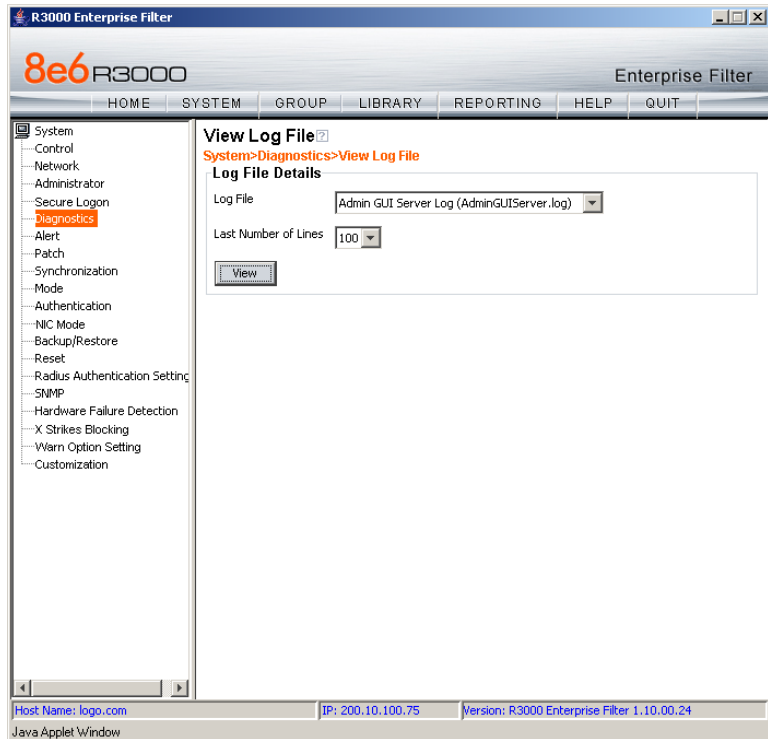 R3000 Enterprise Filter
8e6 R3000
Enterprise Filter
HOME SYSTEM GROUP LIBRARY REPORTING HELP QUIT
System
Control
Network
Administrator
Secure Logon
Diagnostics
Alert
Patch
Synchronization
Mode
Authentication
NIC Mode
Backup/Restore
Reset
Radius Authentication Setting
SNMP
Hardware Failure Detection
X Strikes Blocking
Warn Option Setting
Customization
View Log File?
System>Diagnostics>View Log File
Log File Details
Log File Admin GUI Server Log (AdminGUIServer.log)
Last Number of Lines 100
View
Host Name: logo.com IP: 200.10.100.75 Version: R3000 Enterprise Filter 1.10.00.24
Java Applet Window